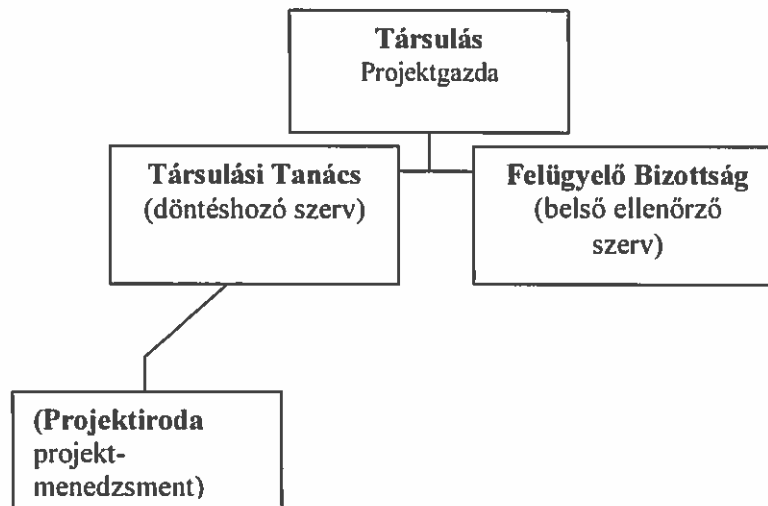 Társulás
Projektgazda
Társulási Tanács
(döntéshozó szerv)
Felügyelő Bizottság
(belső ellenőrző
szerv)
(Projektiroda
projekt-
menedzsment)